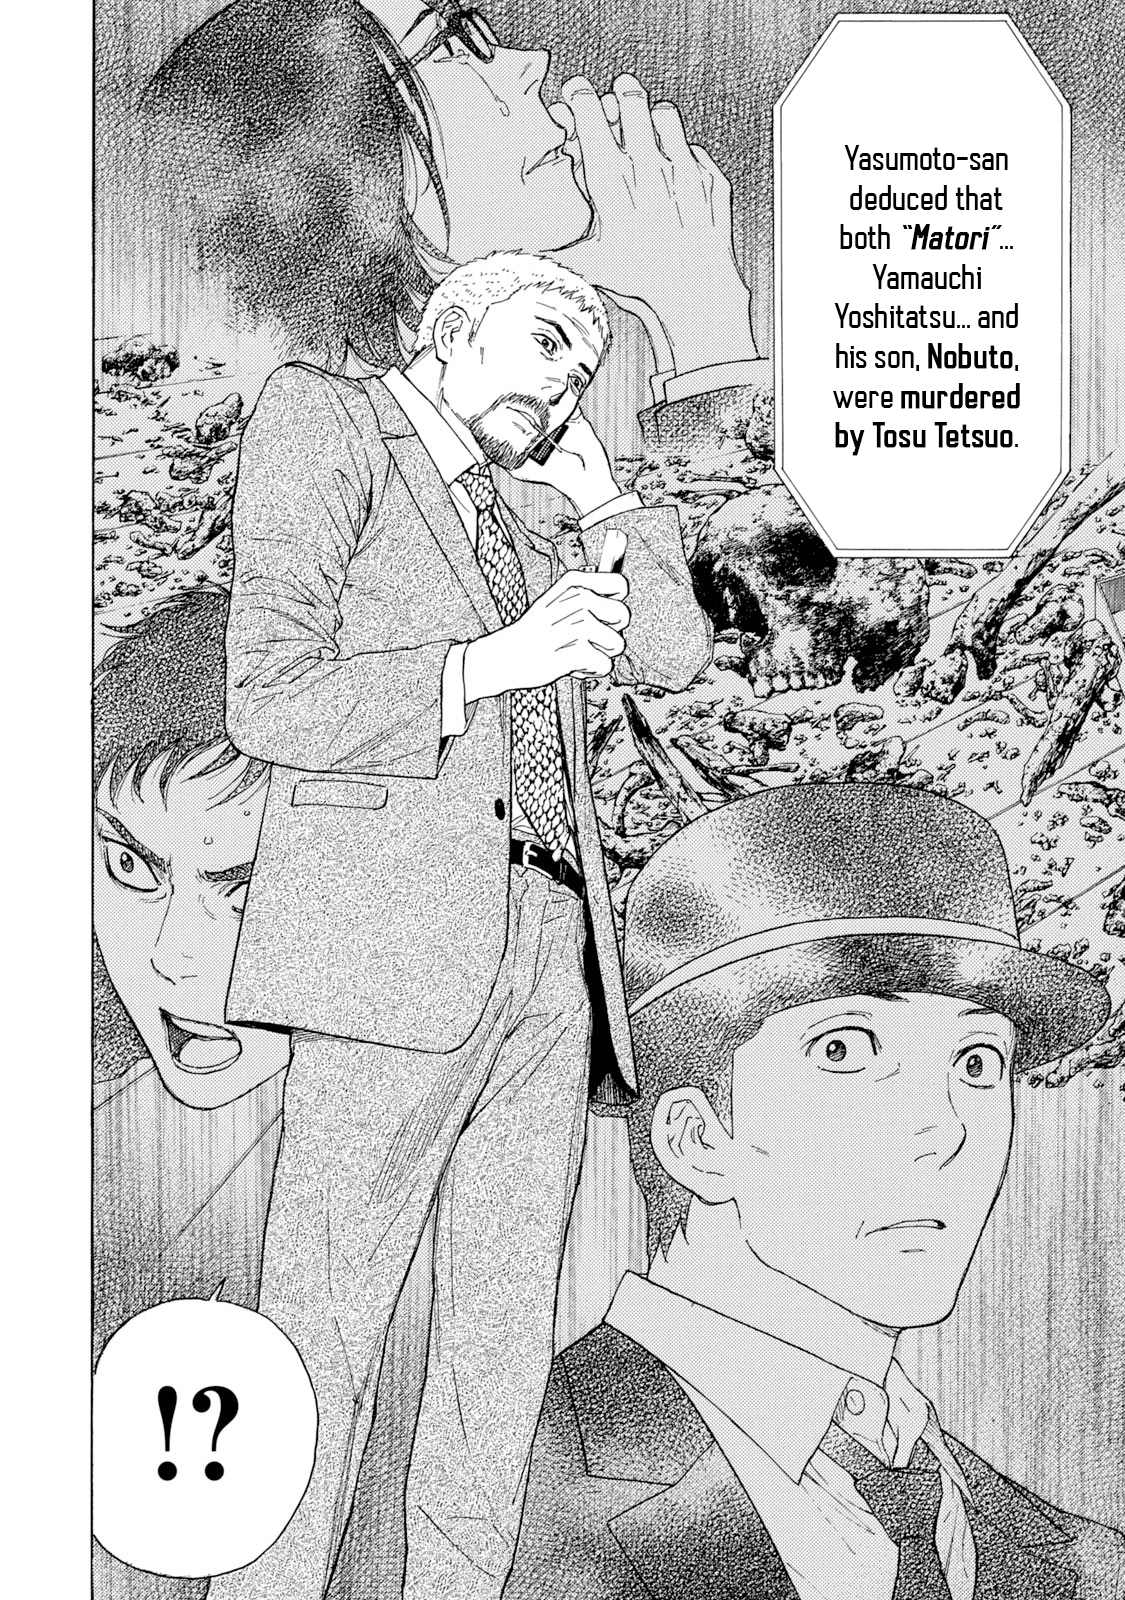 Yasumoto-san
deduced that
both "Matori"...
Yamauchi
Yoshitatsu... and
his son, Nobuto,
were murdered
by Tosu Tetsuo.
!?